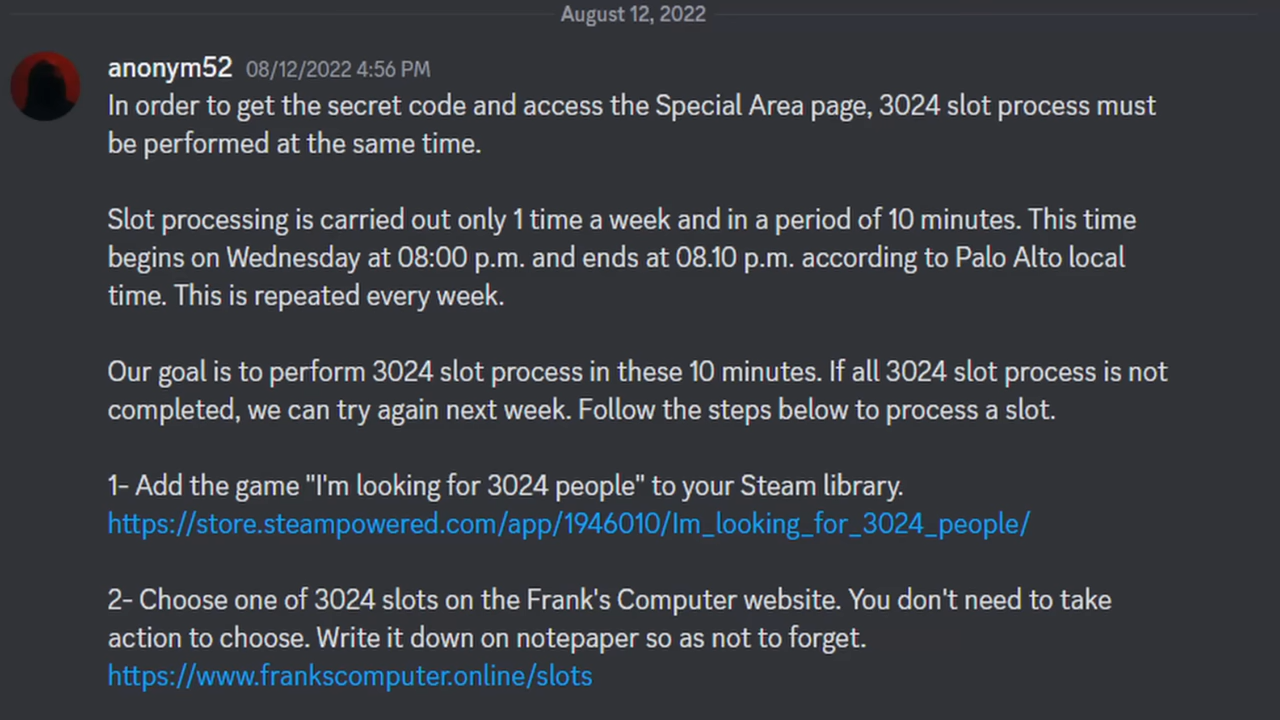 August 12, 2022
anonym52 08/12/2022 4:56 PM
In order to get the secret code and access the Special Area page, 3024 slot process must
be performed at the same time.
Slot processing is carried out only 1 time a week and in a period of 10 minutes. This time
begins on Wednesday at 08:00 p.m. and ends at 08.10 p.m. according to Palo Alto local
time. This is repeated every week.
Our goal is to perform 3024 slot process in these 10 minutes. If all 3024 slot process is not
completed, we can try again next week. Follow the steps below to process a slot.
1- Add the game "I'm looking for 3024 people" to your Steam library.
https://store.steampowered.com/app/1946010/Im_looking_for_3024_people/
2- Choose one of 3024 slots on the Frank's Computer website. You don't need to take
action to choose. Write it down on notepaper so as not to forget.
https://www.frankscomputer.online/slots